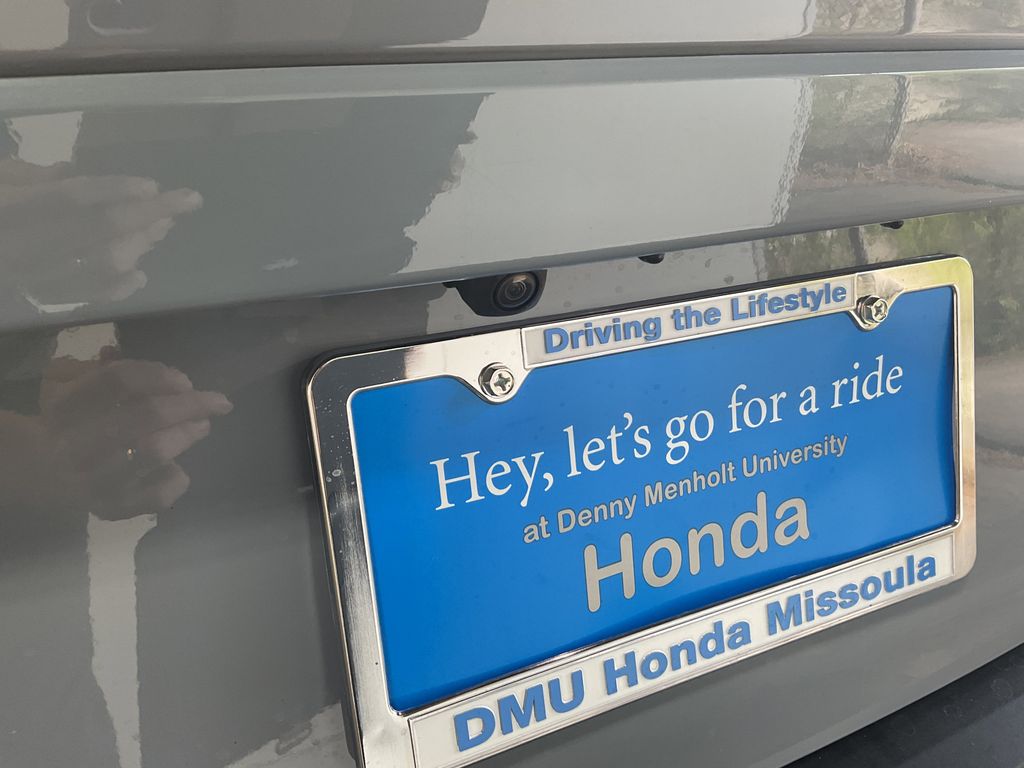 Driving the Lifestyle
Hey, let's go for a ride
at Denny Menholt University
Honda
DMU Honda Missoula